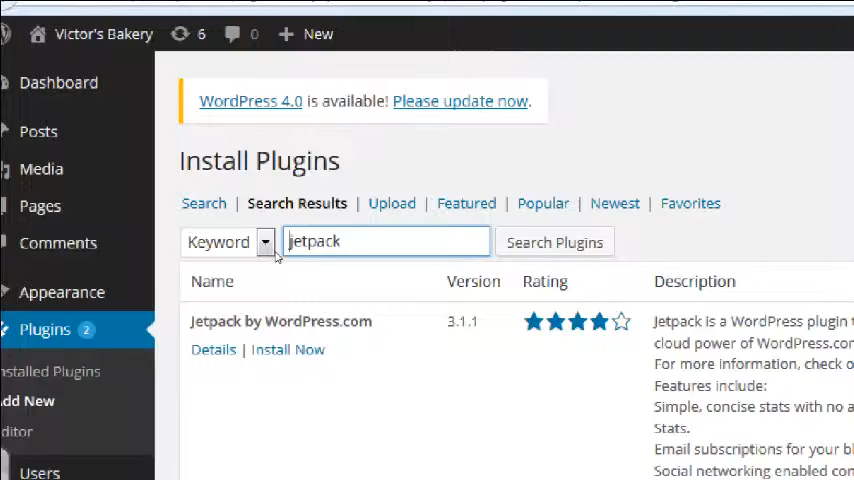 Victor's Bakery 6 0 + New
Dashboard
Posts
Media
Pages
Comments
Appearance
Plugins 2
nstalled Plugins
Add New
ditor
Users
WordPress 4.0 is available! Please update now.
Install Plugins
Search | Search Results | Upload | Featured | Popular | Newest | Favorites
Keyword jetpack Search Plugins
Name Version Rating Description
Jetpack by WordPress.com 3.1.1 Jetpack is a WordPress plugin t
cloud power of WordPress.co
Details | Install Now
For more information, check o
Features include:
Simple, concise stats with no a
Stats.
Email subscriptions for your bl
Social networking enabled co